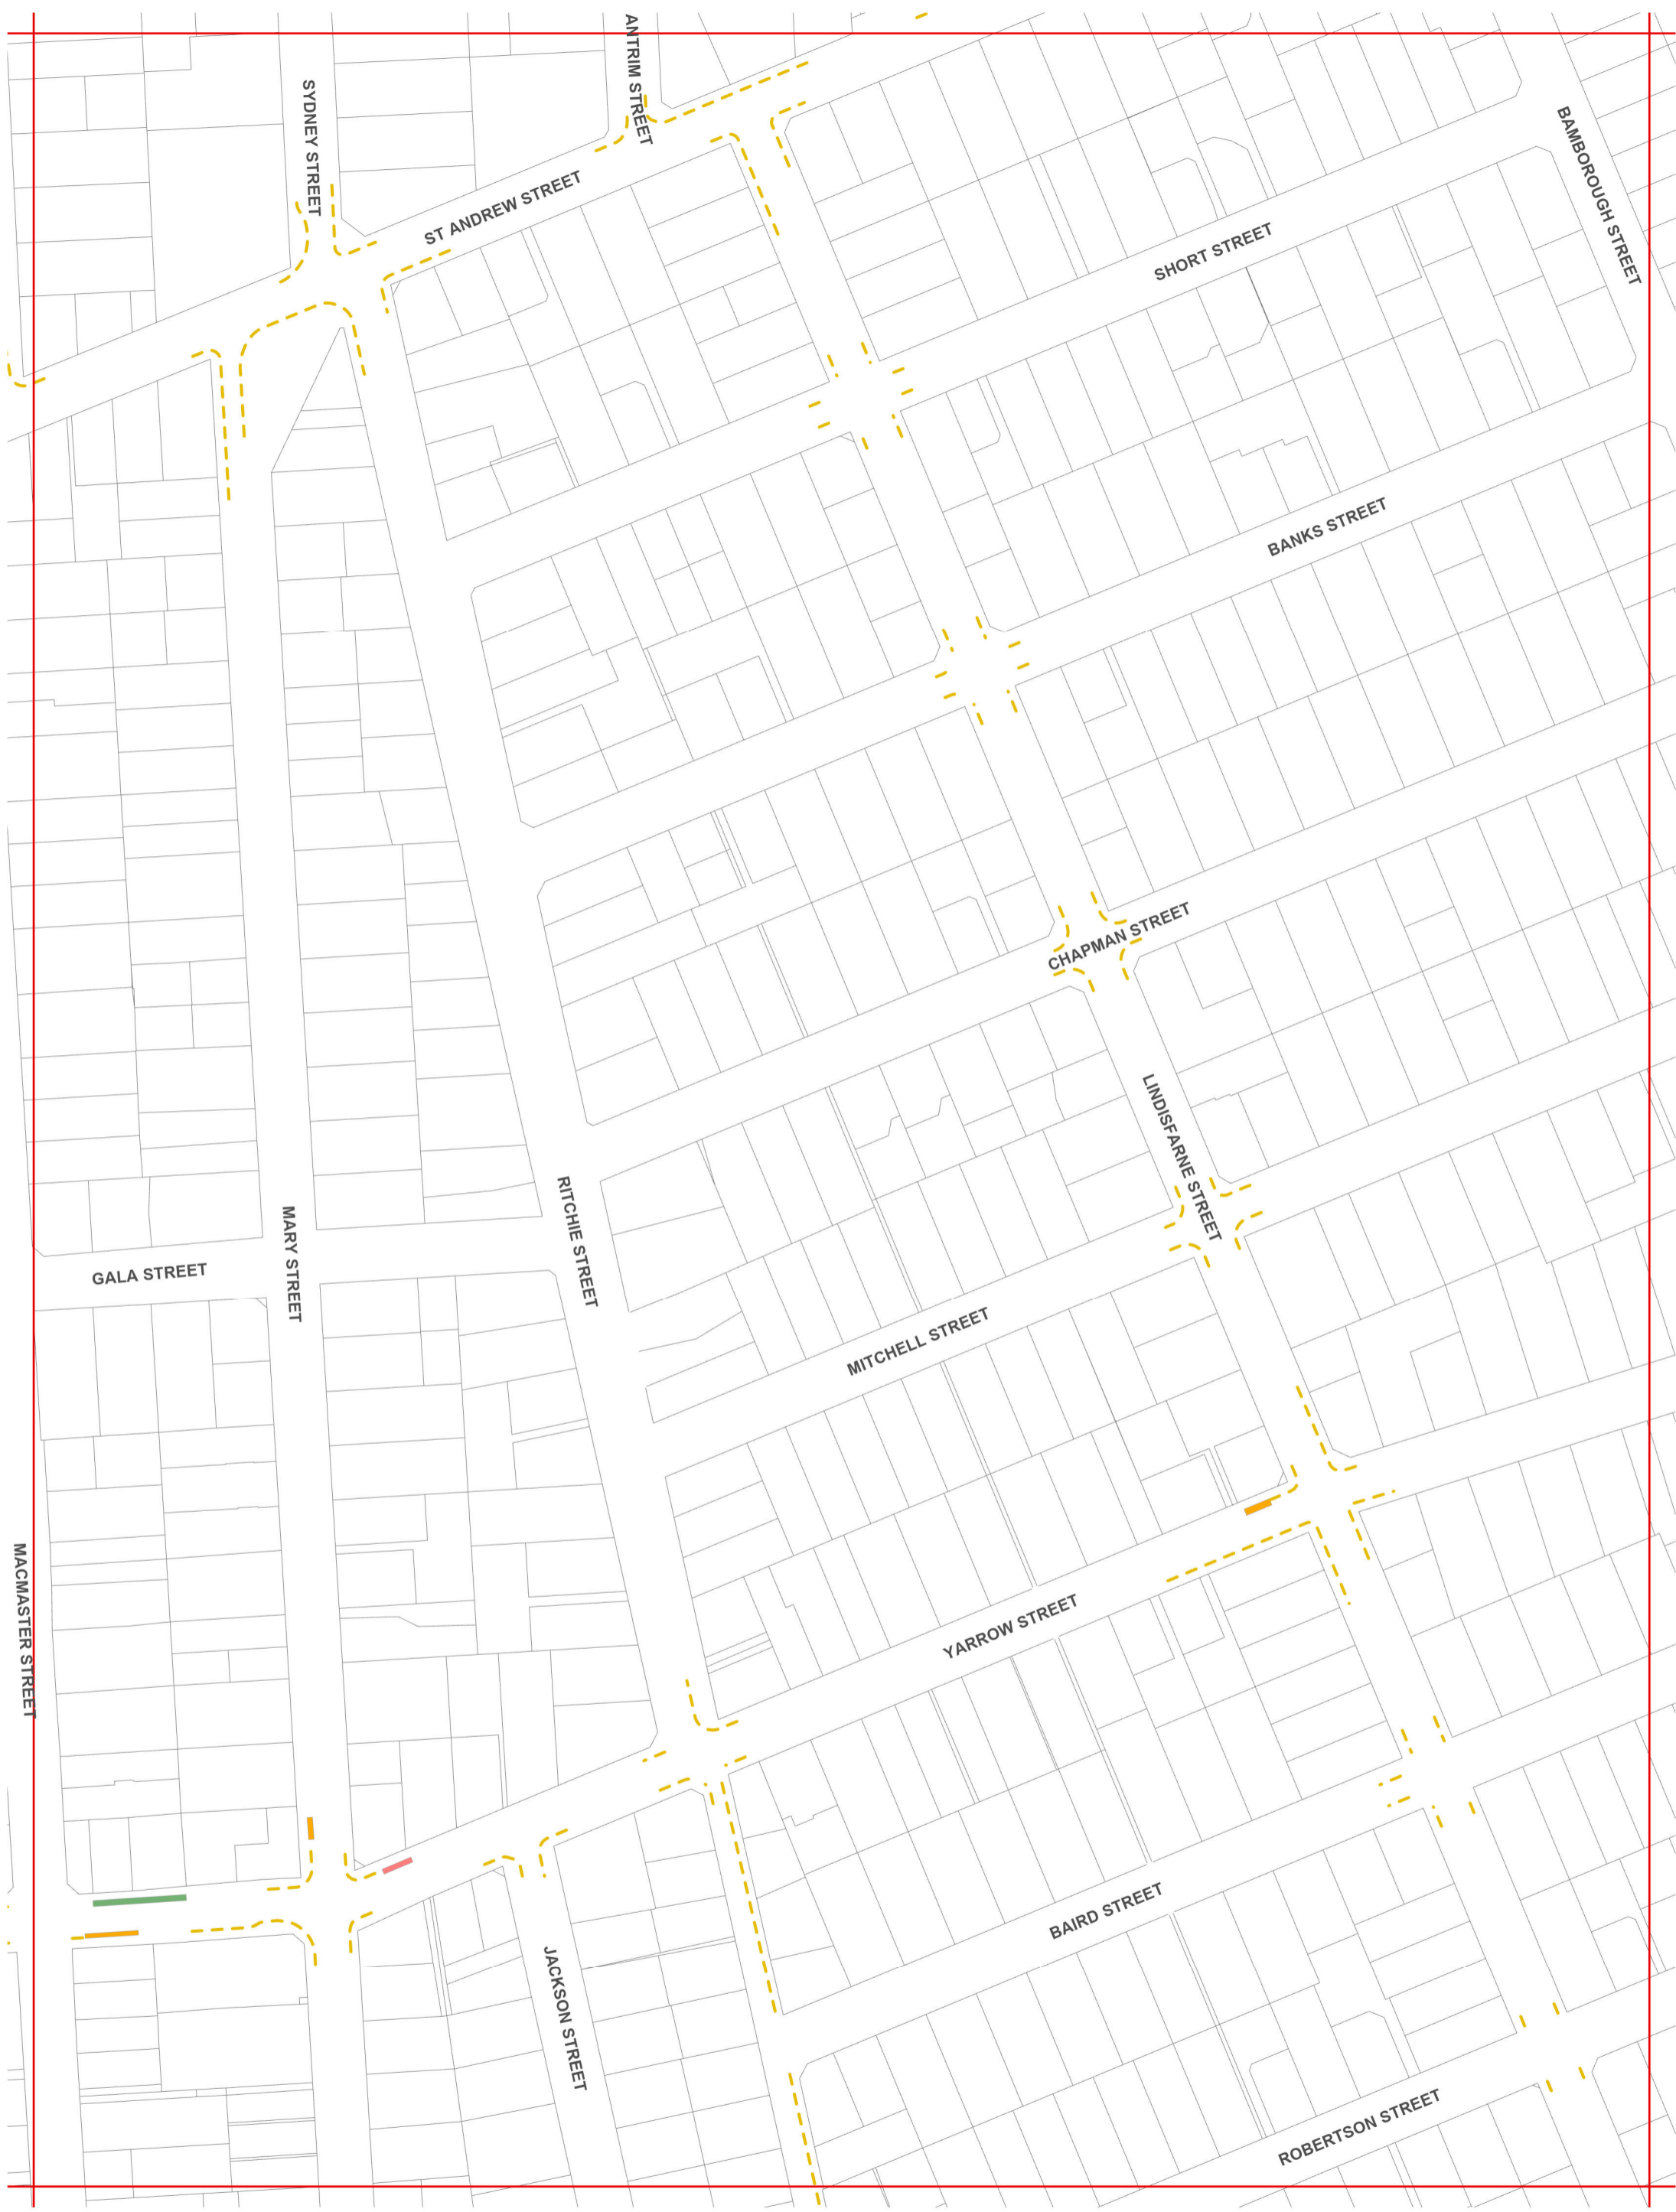 ANTRIM STREET
SYDNEY STREET
BAMBOROUGH STREET
ST ANDREW STREET
SHORT STREET
BANKS STREET
CHAPMAN STREET
LINDISFARNE STREET
RITCHIE STREET
MARY STREET
GALA STREET
MITCHELL STREET
MACMASTER STREET
YARROW STREET
BAIRD STREET
JACKSON STREET
ROBERTSON STREET